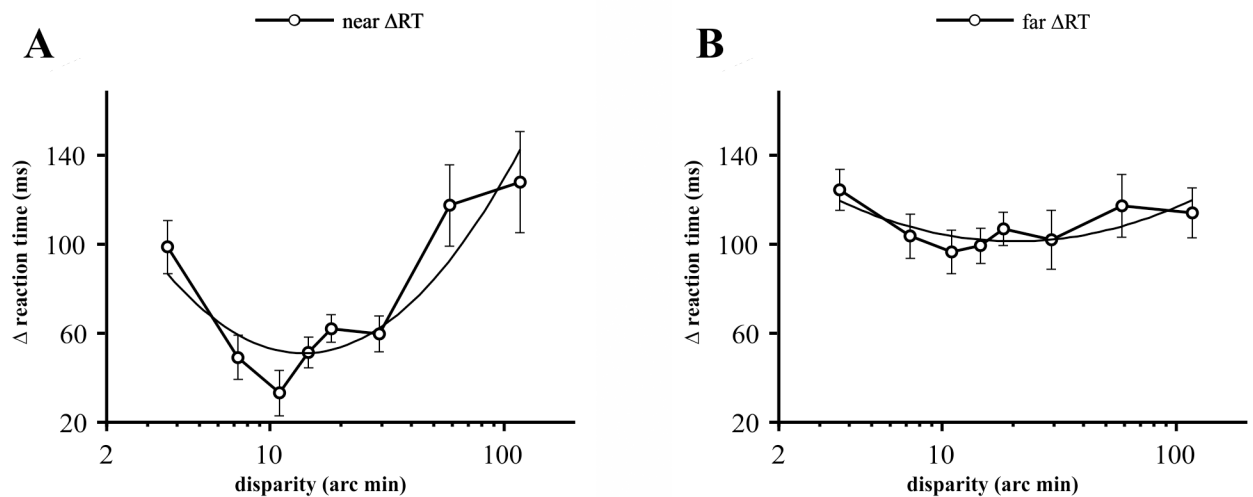 near ΔRT
far ΔRT
A
B
Δ reaction time (ms)
140
100
60
20
2
10
100
disparity (arc min)
Δ reaction time (ms)
140
100
60
20
2
10
100
disparity (arc min)